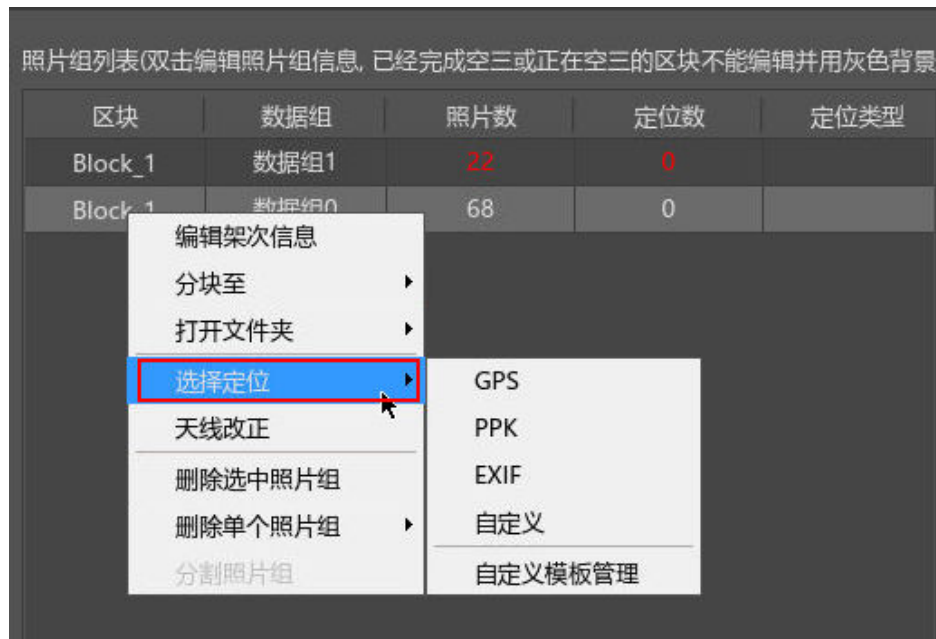 照片组列表(双击编辑照片组信息, 已经完成空三或正在空三的区块不能编辑并用灰色背景
区块 数据组 照片数 定位数 定位类型
Block_1 数据组1 22 0
Block_1 数据组0 68 0
编辑架次信息
分块至
打开文件夹
选择定位
天线改正
删除选中照片组
删除单个照片组
分割照片组
GPS
PPK
EXIF
自定义
自定义模板管理